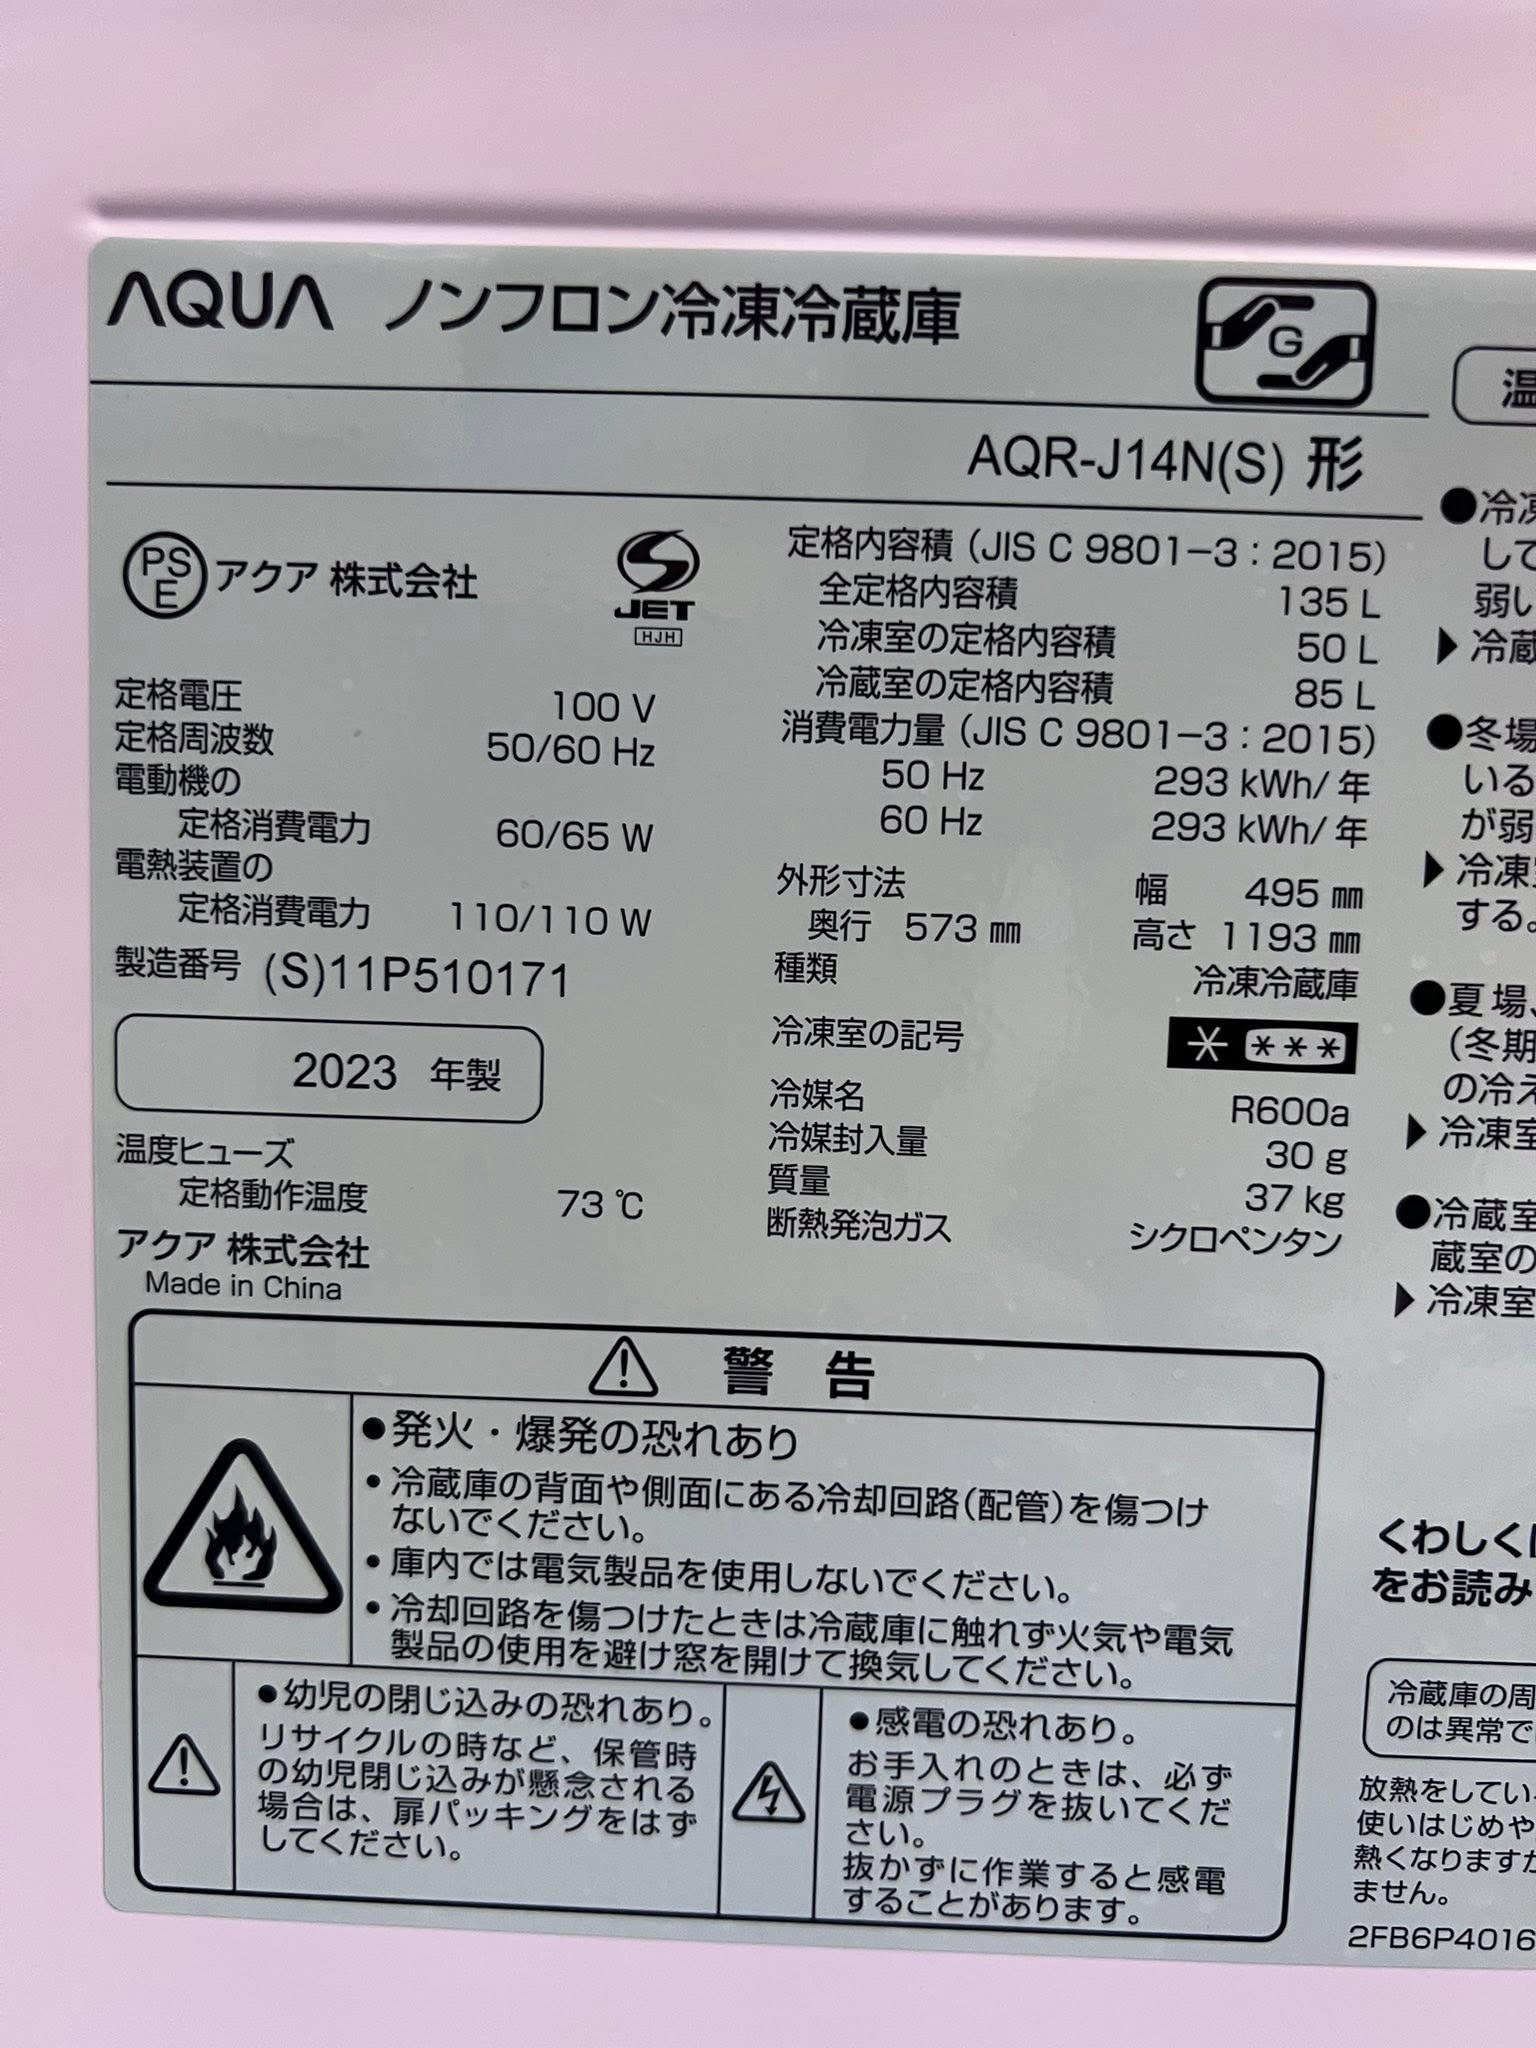 AQUA ノンフロン冷凍冷蔵庫
G
AQR-J14N(S) 形
PSE アクア 株式会社
JET
HJH
定格電圧 100 V
定格周波数 50/60 Hz
電動機の
定格消費電力 60/65 W
電熱装置の
定格消費電力 110/110 W
製造番号 (S)11P510171
2023 年製
温度ヒューズ
定格動作温度 73 ℃
アクア 株式会社
Made in China
定格内容積 (JIS C 9801−3 : 2015)
全定格内容積 135 L
冷凍室の定格内容積 50 L
冷蔵室の定格内容積 85 L
消費電力量 (JIS C 9801−3 : 2015)
50 Hz 293 kWh/年
60 Hz 293 kWh/年
外形寸法 幅 495 ㎜
奥行 573 ㎜ 高さ 1193 ㎜
種類 冷凍冷蔵庫
冷凍室の記号 * ***
冷媒名 R600a
冷媒封入量 30 g
質量 37 kg
断熱発泡ガス シクロペンタン
警 告
●発火・爆発の恐れあり
・冷蔵庫の背面や側面にある冷却回路(配管)を傷つけ
ないでください。
・庫内では電気製品を使用しないでください。
・冷却回路を傷つけたときは冷蔵庫に触れず火気や電気
製品の使用を避け窓を開けて換気してください。
●幼児の閉じ込みの恐れあり。
リサイクルの時など、保管時
の幼児閉じ込みが懸念される
場合は、扉パッキングをはず
してください。
●感電の恐れあり。
お手入れのときは、必ず
電源プラグを抜いてくだ
さい。
抜かずに作業すると感電
することがあります。
温
●冷凍
して
弱い
▶冷蔵
●冬場
いる
が弱
▶冷凍室
する。
●夏場、
(冬期
の冷え
▶冷凍室
●冷蔵室
蔵室の
▶冷凍室
くわしくは
をお読み
冷蔵庫の周
のは異常で
放熱をしてい
使いはじめや
熱くなりますが
ません。
2FB6P4016